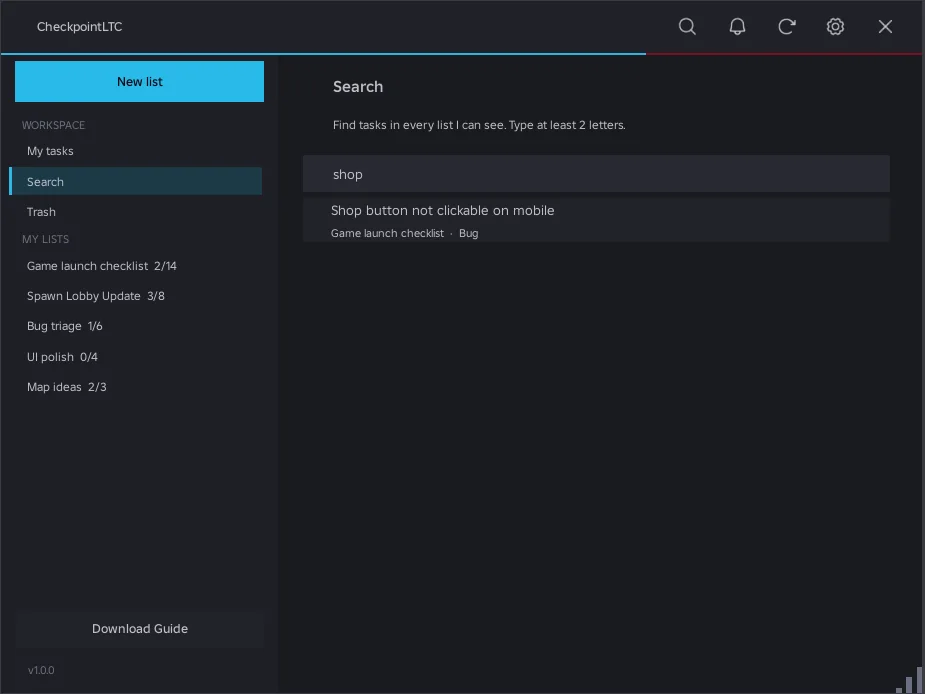 CheckpointLTC
New list
WORKSPACE
My tasks
Search
Trash
MY LISTS
Game launch checklist 2/14
Spawn Lobby Update 3/8
Bug triage 1/6
UI polish 0/4
Map ideas 2/3
Download Guide
v1.0.0
Search
Find tasks in every list I can see. Type at least 2 letters.
shop
Shop button not clickable on mobile
Game launch checklist · Bug